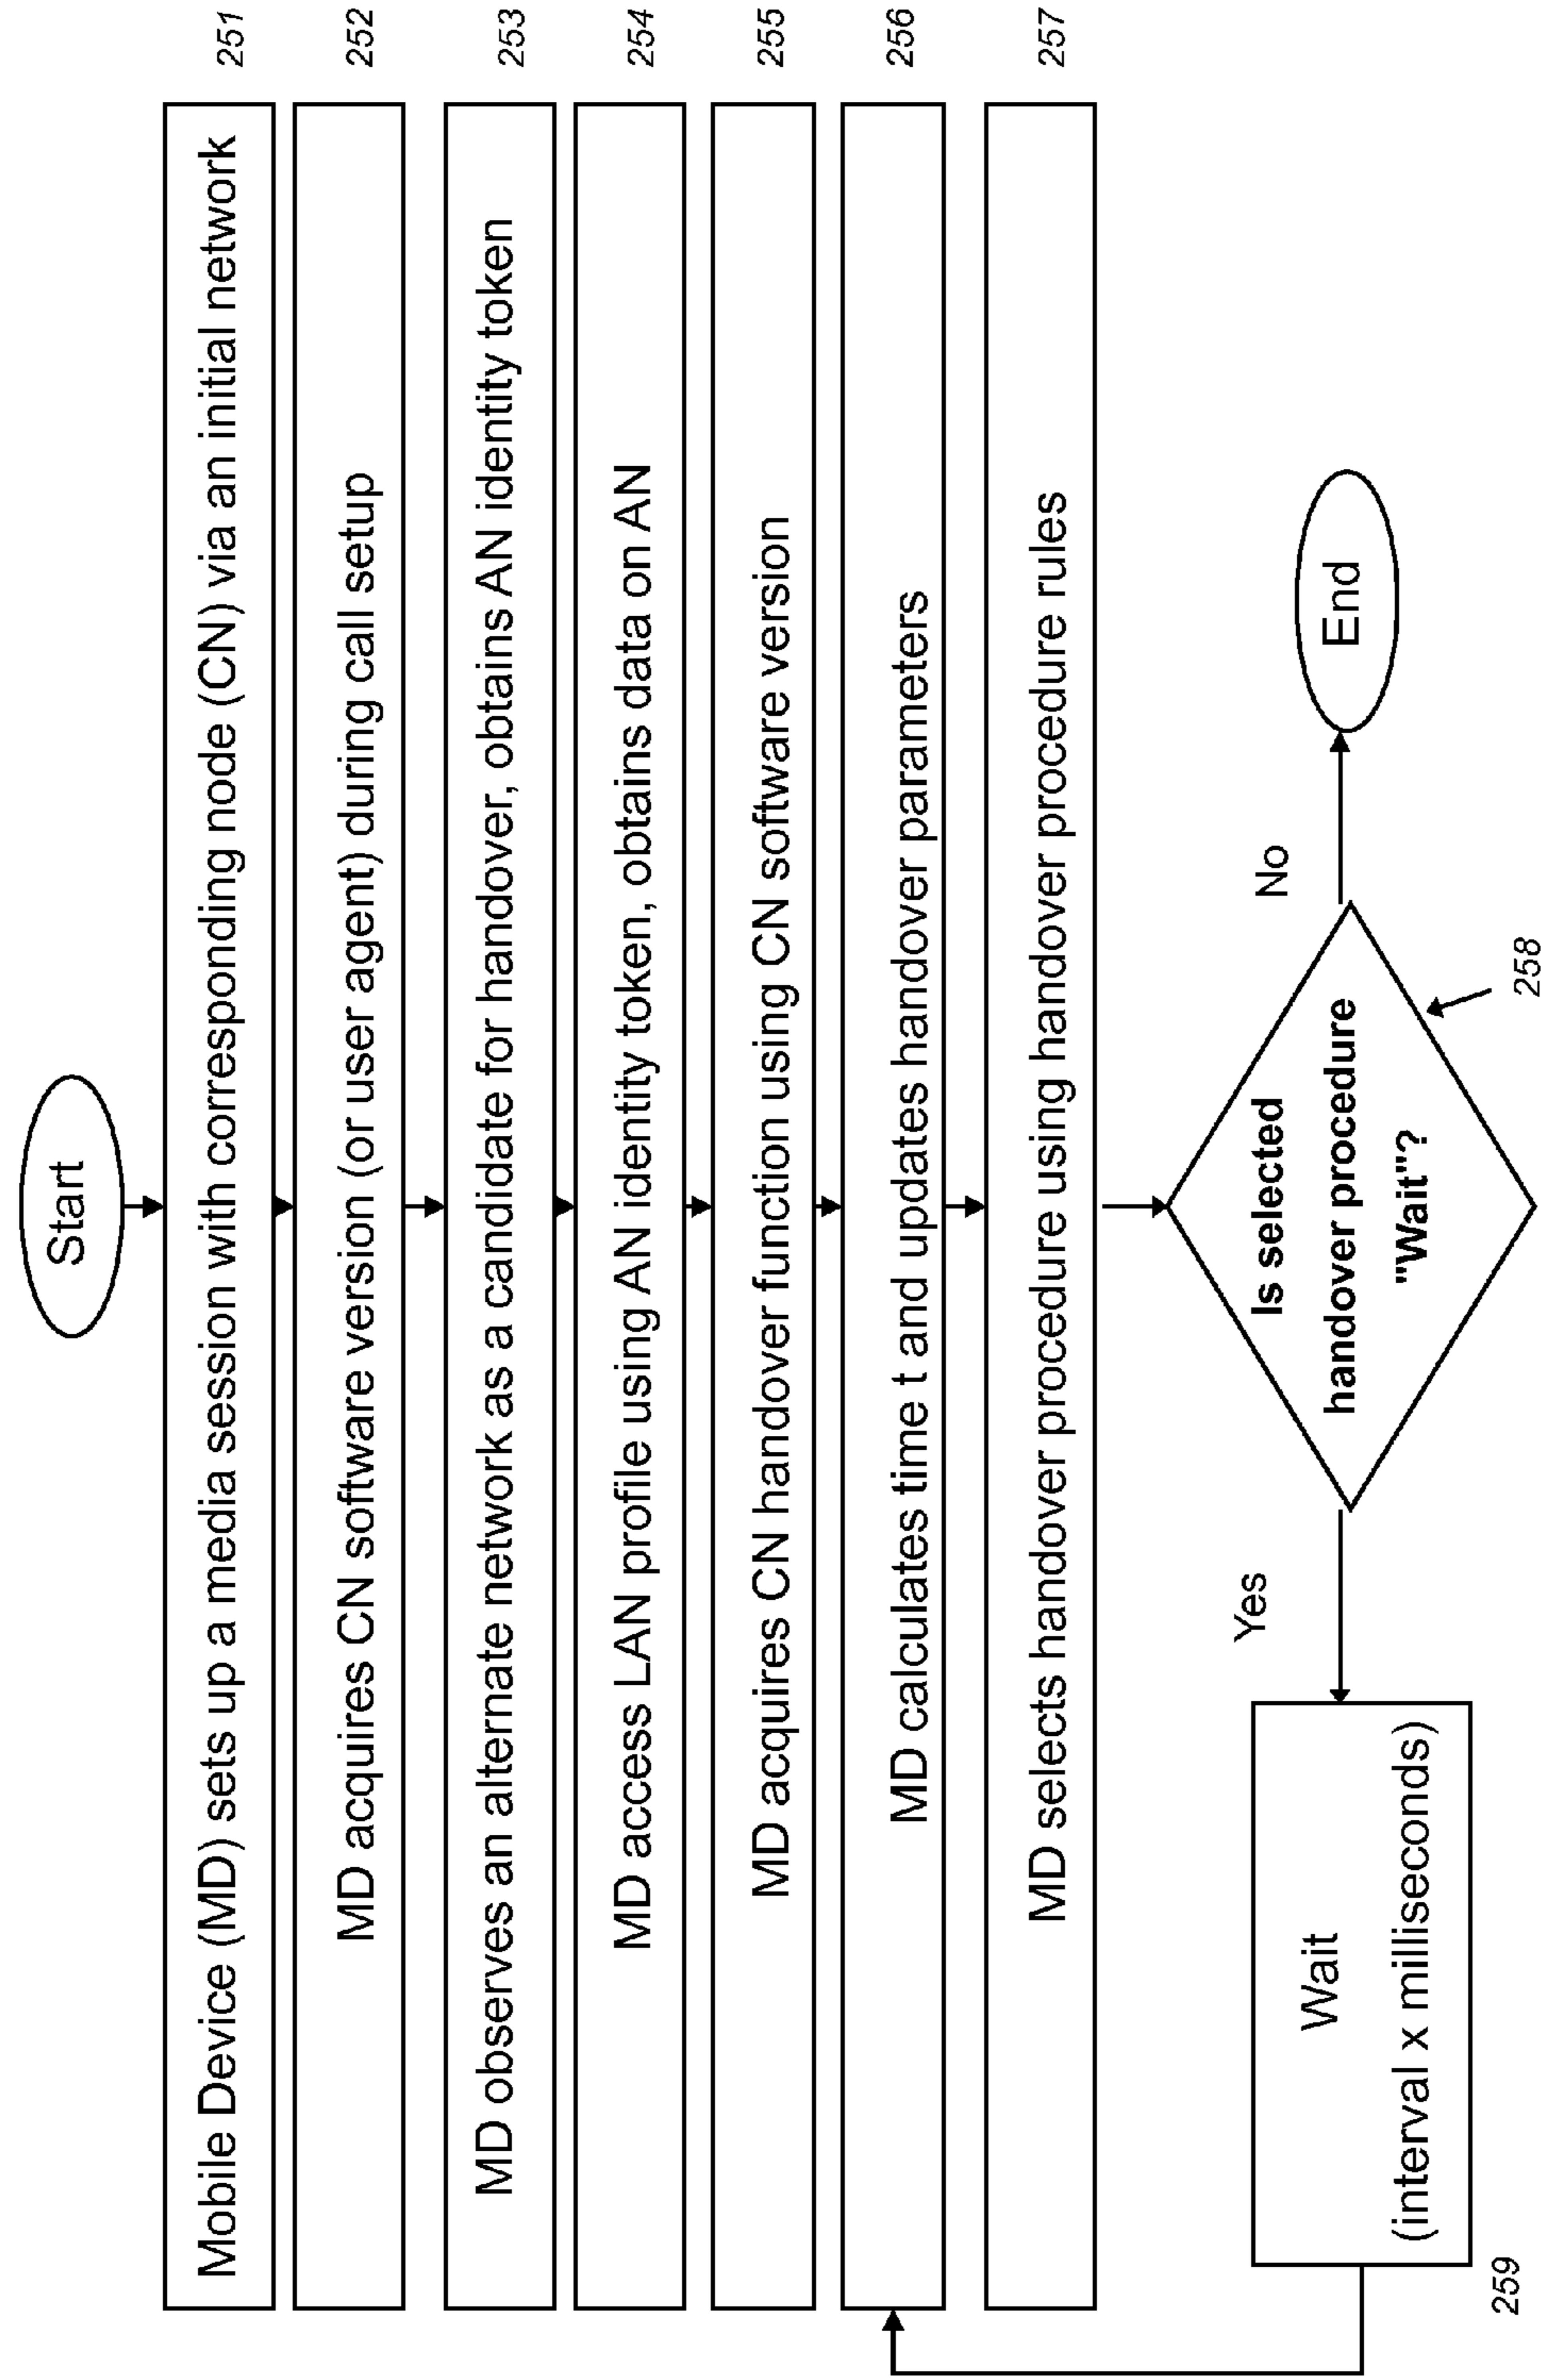 Start
Mobile Device (MD) sets up a media session with corresponding node (CN) via an initial network
251
MD acquires CN software version (or user agent) during call setup
252
MD observes an alternate network as a candidate for handover, obtains AN identity token
253
MD access LAN profile using AN identity token, obtains data on AN
254
MD acquires CN handover function using CN software version
255
MD calculates time t and updates handover parameters
256
MD selects handover procedure using handover procedure rules
257
Is selected
handover procedure
"Wait"?
258
Yes
No
Wait
(interval x milliseconds)
259
End